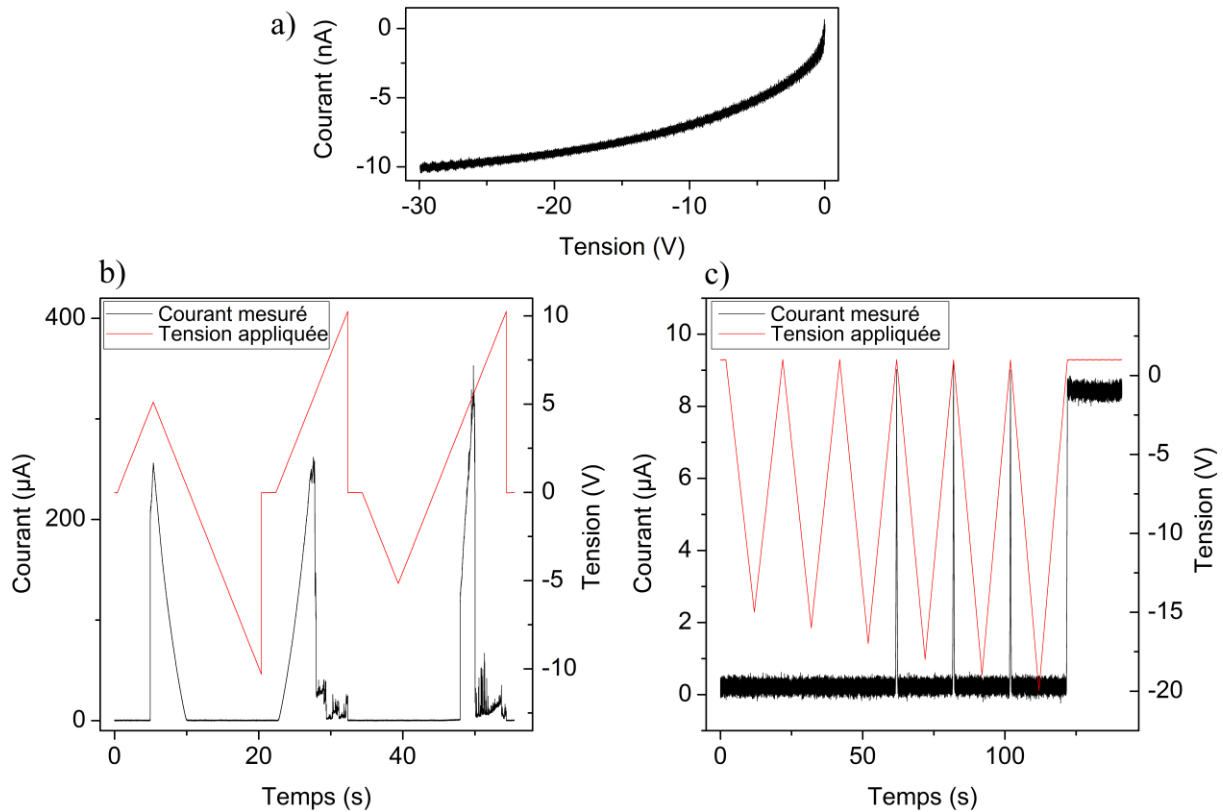 a)
Courant (nA)
0
-5
-10
-30
-20
-10
0
Tension (V)
b)
Courant mesuré
Tension appliquée
Courant (µA)
400
200
0
10
5
0
-5
-10
Tension (V)
0
20
40
Temps (s)
c)
Courant mesuré
Tension appliquée
Courant (µA)
10
8
6
4
2
0
0
-5
-10
-15
-20
Tension (V)
0
50
100
Temps (s)